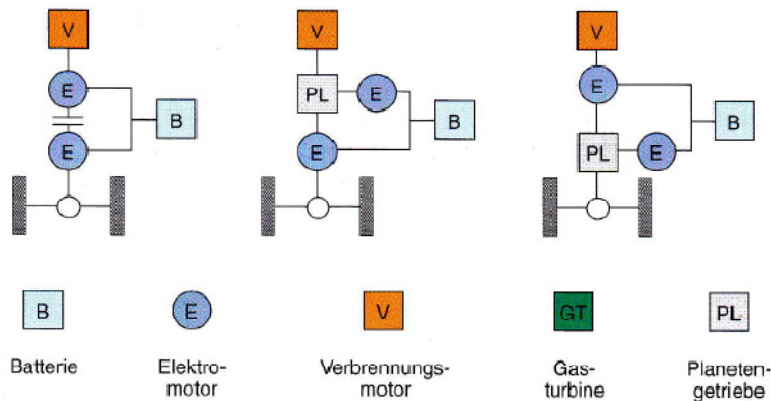 V
V
V
E
E
PL
E
B
B
B
E
E
PL
E
B
E
V
GT
PL
Batterie
Elektro-
motor
Verbrennungs-
motor
Gas-
turbine
Planeten-
getriebe